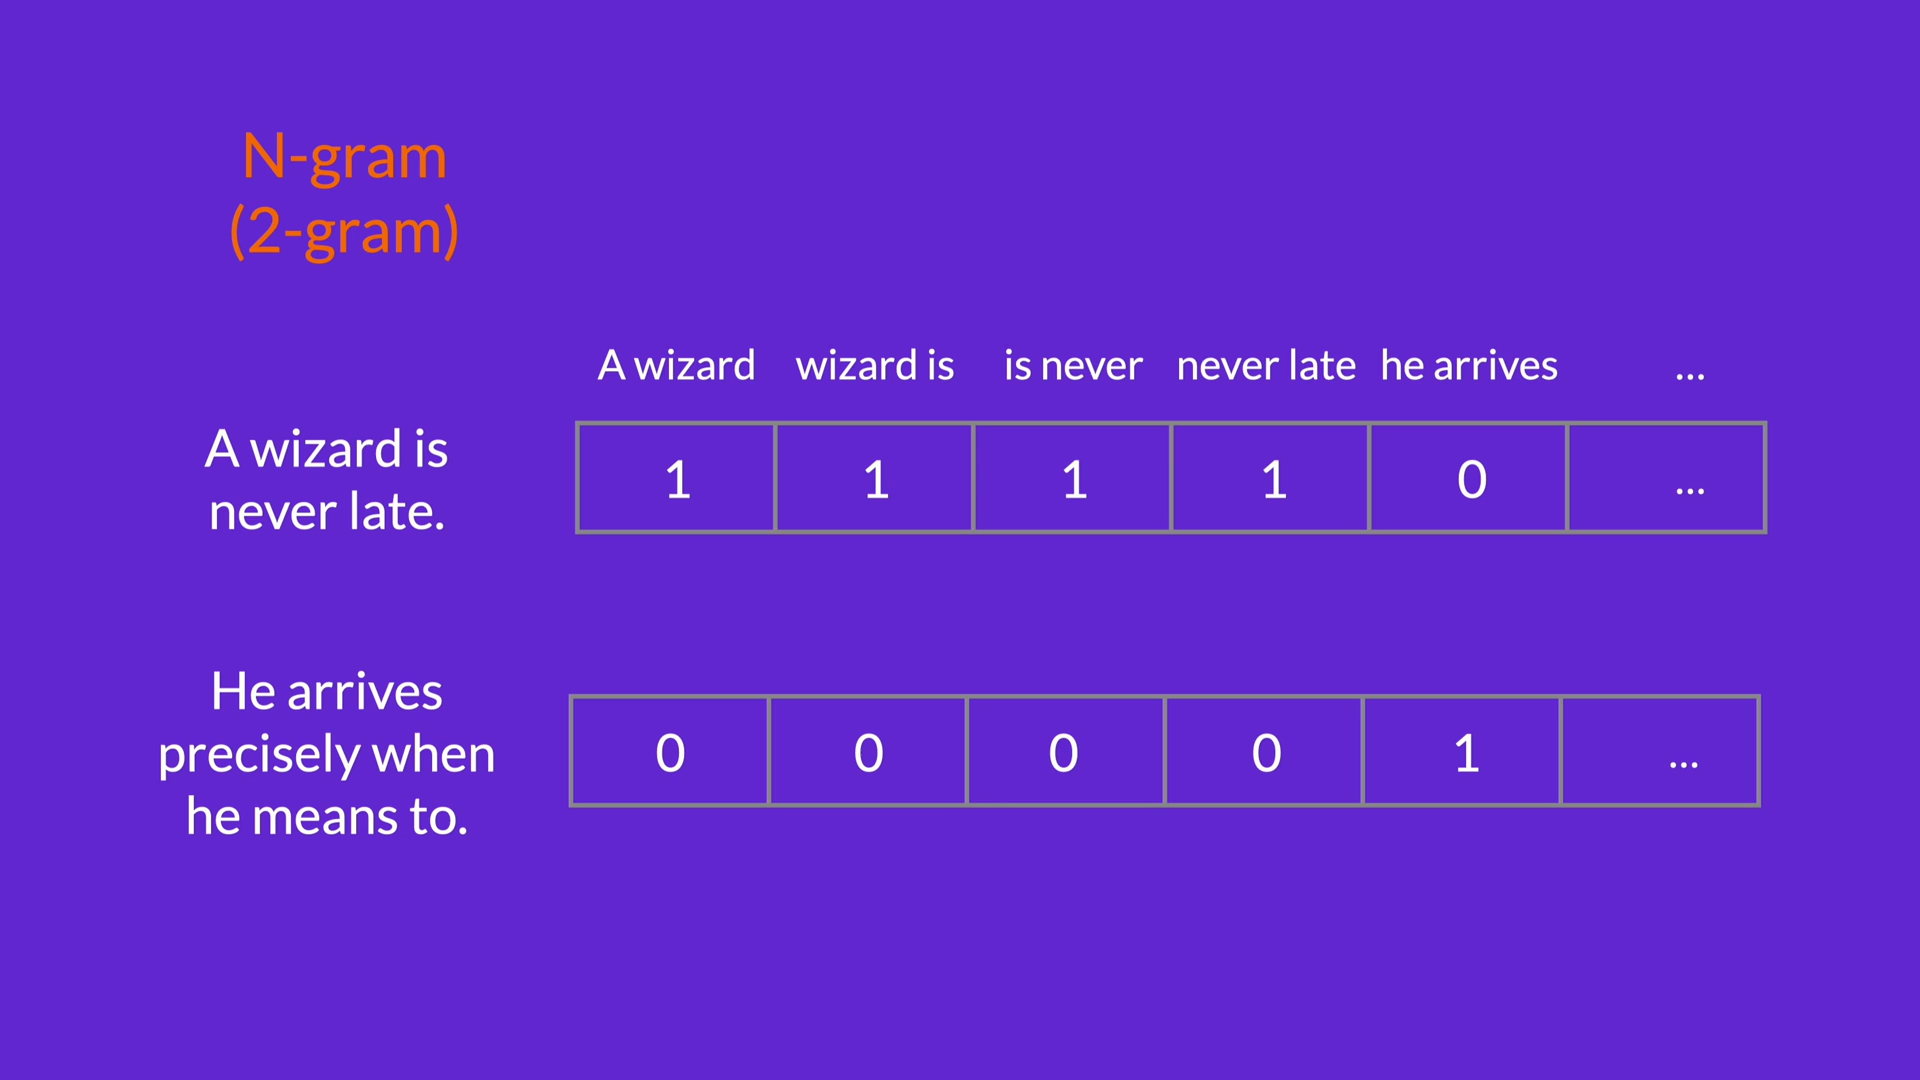 N-gram
(2-gram)
A wizard wizard is is never never late he arrives ...
A wizard is
never late.
1 1 1 1 0 ...
He arrives
precisely when
he means to.
0 0 0 0 1 ...